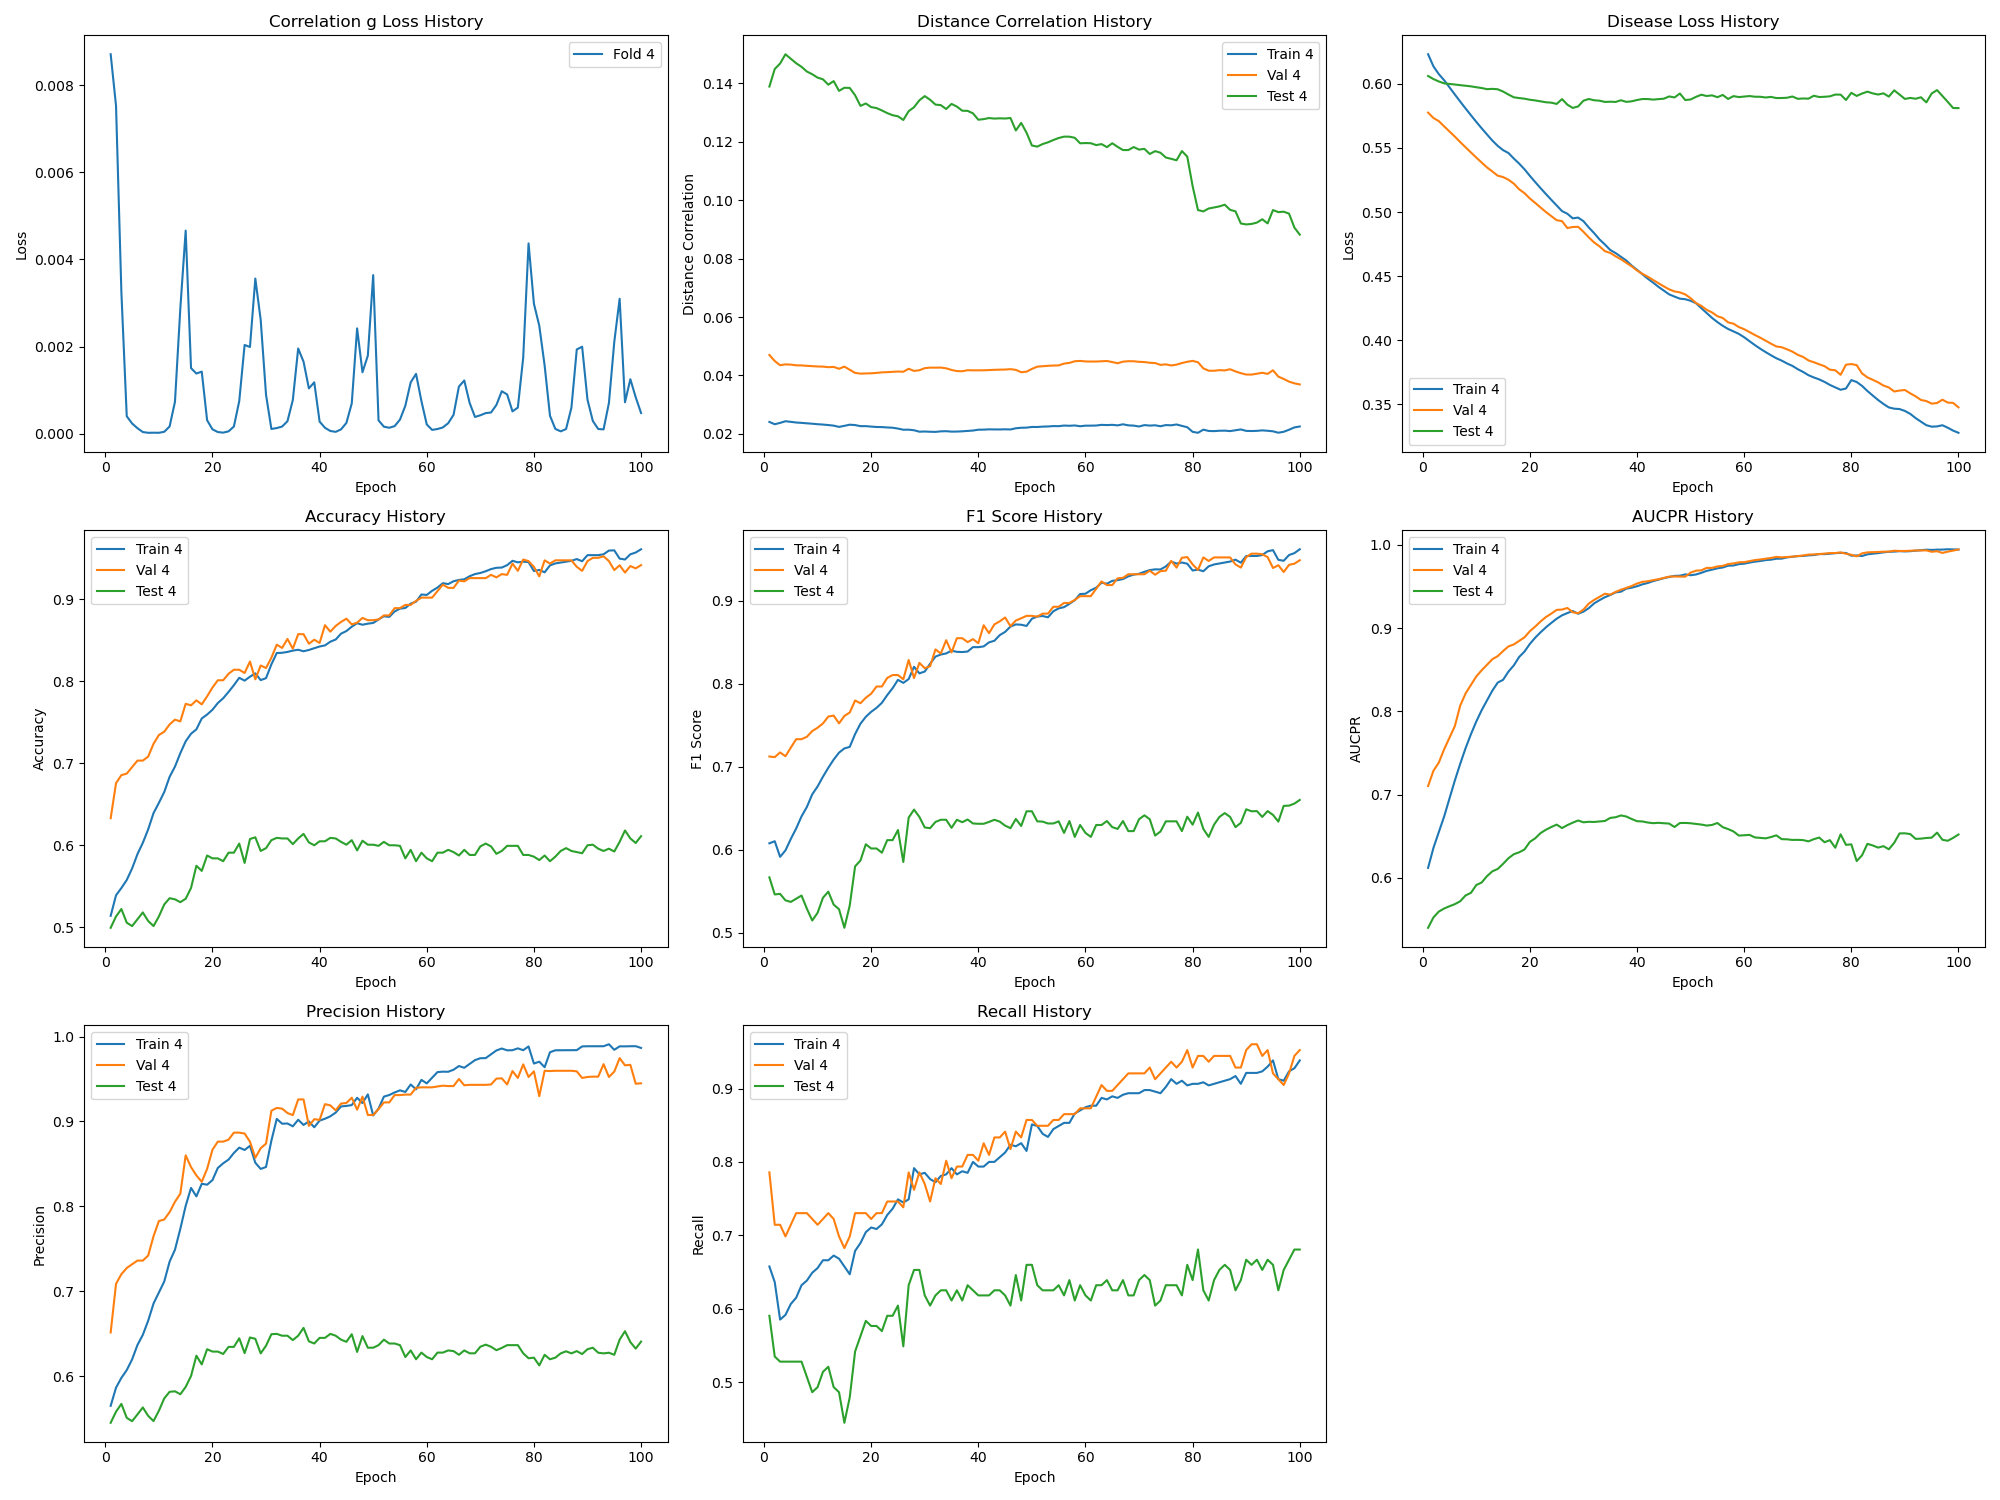 Correlation g Loss History
Fold 4
0.008
0.006
0.004
0.002
0.000
Loss
0 20 40 60 80 100
Epoch
Distance Correlation History
Train 4
Val 4
Test 4
0.14
0.12
0.10
0.08
0.06
0.04
0.02
Distance Correlation
0 20 40 60 80 100
Epoch
Disease Loss History
0.60
0.55
0.50
0.45
0.40
0.35
Loss
Train 4
Val 4
Test 4
0 20 40 60 80 100
Epoch
Accuracy History
Train 4
Val 4
Test 4
0.9
0.8
0.7
0.6
0.5
Accuracy
0 20 40 60 80 100
Epoch
F1 Score History
Train 4
Val 4
Test 4
0.9
0.8
0.7
0.6
0.5
F1 Score
0 20 40 60 80 100
Epoch
AUCPR History
Train 4
Val 4
Test 4
1.0
0.9
0.8
0.7
0.6
AUCPR
0 20 40 60 80 100
Epoch
Precision History
Train 4
Val 4
Test 4
1.0
0.9
0.8
0.7
0.6
Precision
0 20 40 60 80 100
Epoch
Recall History
Train 4
Val 4
Test 4
0.9
0.8
0.7
0.6
0.5
Recall
0 20 40 60 80 100
Epoch